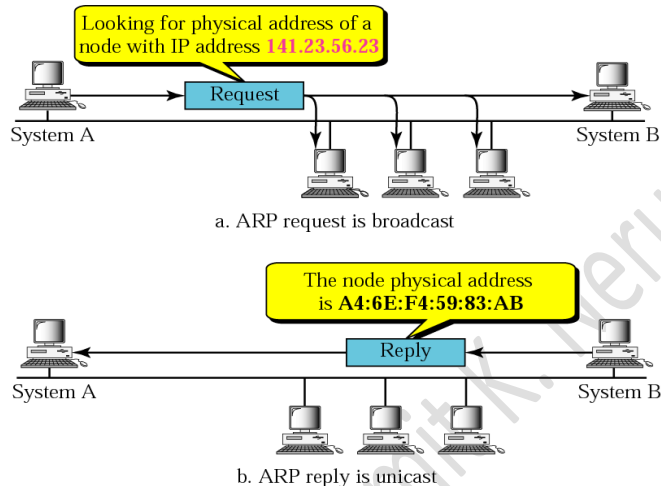 Looking for physical address of a
node with IP address 141.23.56.23
Request
System A
System B
a. ARP request is broadcast
The node physical address
is A4:6E:F4:59:83:AB
Reply
System A
System B
b. ARP reply is unicast